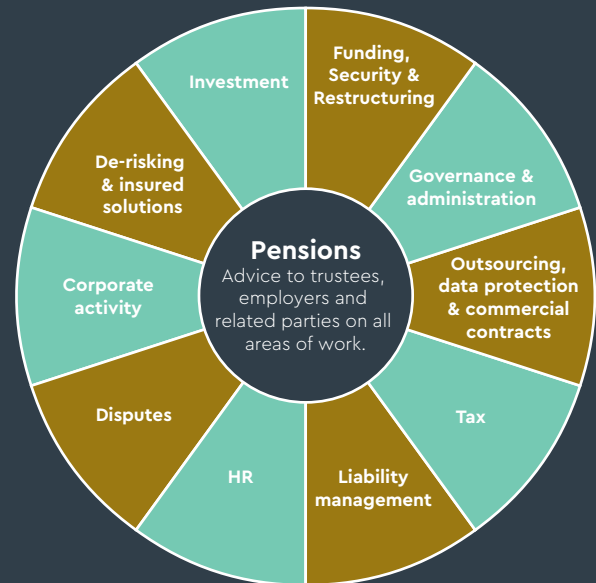 Pensions
Advice to trustees,
employers and
related parties on all
areas of work.
Funding,
Security &
Restructuring
Governance &
administration
Outsourcing,
data protection
& commercial
contracts
Tax
Liability
management
HR
Disputes
Corporate
activity
De-risking
& insured
solutions
Investment